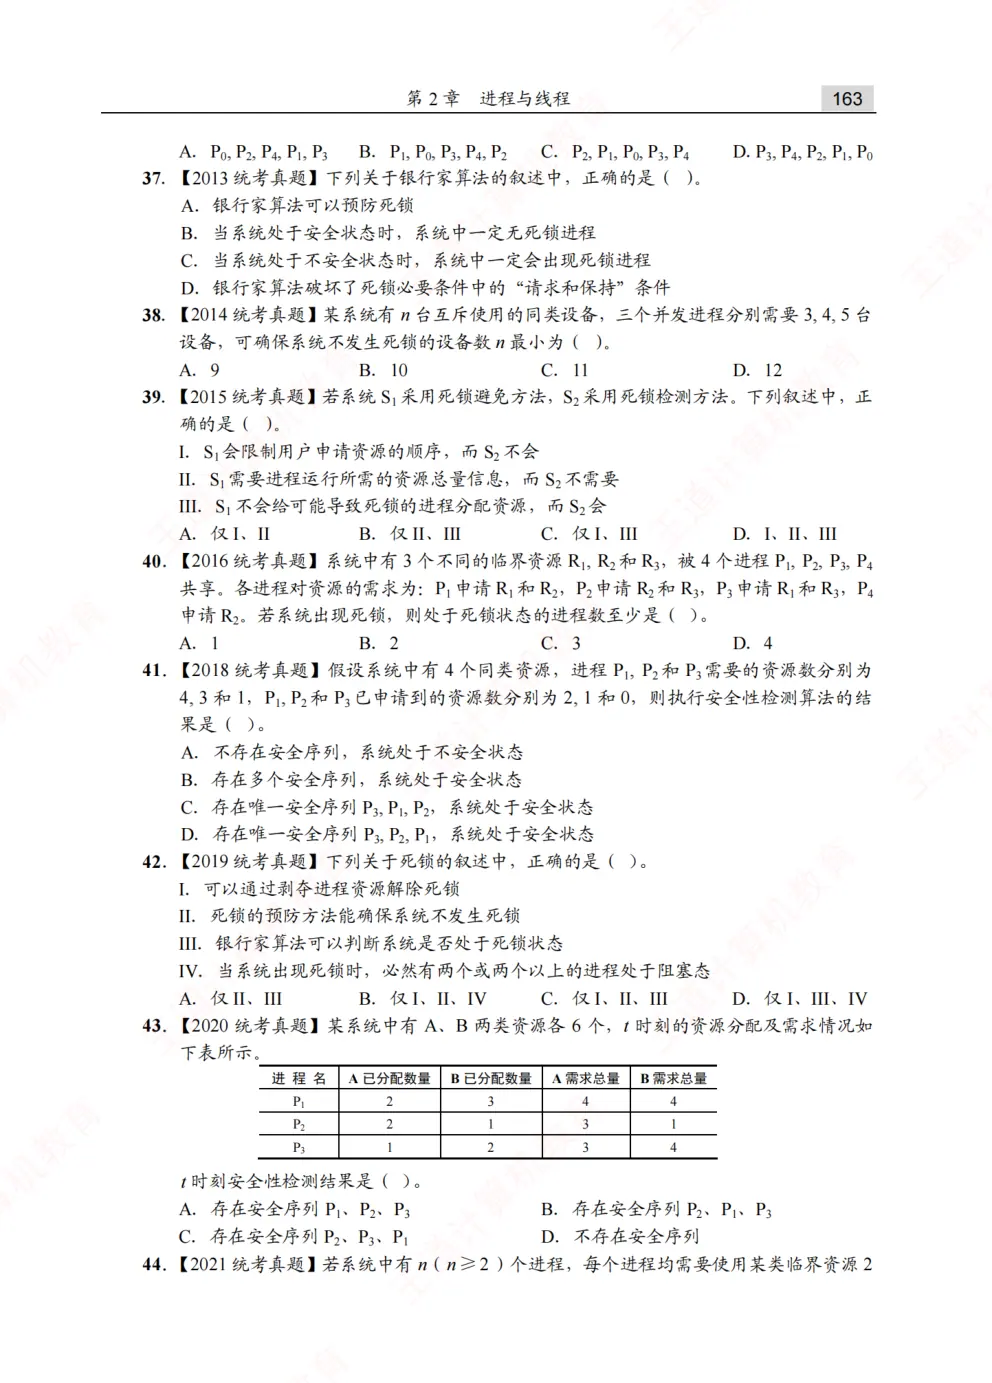 第 2 章 进程与线程 163
A. P₀, P₂, P₄, P₁, P₃ B. P₁, P₀, P₃, P₄, P₂ C. P₂, P₁, P₀, P₃, P₄ D. P₃, P₄, P₂, P₁, P₀
37. 【2013 统考真题】下列关于银行家算法的叙述中，正确的是（ ）。
A. 银行家算法可以预防死锁
B. 当系统处于安全状态时，系统中一定无死锁进程
C. 当系统处于不安全状态时，系统中一定会出现死锁进程
D. 银行家算法破坏了死锁必要条件中的“请求和保持”条件
38. 【2014 统考真题】某系统有 n 台互斥使用的同类设备，三个并发进程分别需要 3, 4, 5 台
设备，可确保系统不发生死锁的设备数 n 最小为（ ）。
A. 9 B. 10 C. 11 D. 12
39. 【2015 统考真题】若系统 S₁ 采用死锁避免方法，S₂ 采用死锁检测方法。下列叙述中，正
确的是（ ）。
I. S₁ 会限制用户申请资源的顺序，而 S₂ 不会
II. S₁ 需要进程运行所需的资源总量信息，而 S₂ 不需要
III. S₁ 不会给可能导致死锁的进程分配资源，而 S₂ 会
A. 仅 I、II B. 仅 II、III C. 仅 I、III D. I、II、III
40. 【2016 统考真题】系统中有 3 个不同的临界资源 R₁, R₂ 和 R₃，被 4 个进程 P₁, P₂, P₃, P₄
共享。各进程对资源的需求为：P₁ 申请 R₁ 和 R₂，P₂ 申请 R₂ 和 R₃，P₃ 申请 R₁ 和 R₃，P₄
申请 R₂。若系统出现死锁，则处于死锁状态的进程数至少是（ ）。
A. 1 B. 2 C. 3 D. 4
41. 【2018 统考真题】假设系统中有 4 个同类资源，进程 P₁, P₂ 和 P₃ 需要的资源数分别为
4, 3 和 1，P₁, P₂ 和 P₃ 已申请到的资源数分别为 2, 1 和 0，则执行安全性检测算法的结
果是（ ）。
A. 不存在安全序列，系统处于不安全状态
B. 存在多个安全序列，系统处于安全状态
C. 存在唯一安全序列 P₃, P₁, P₂，系统处于安全状态
D. 存在唯一安全序列 P₃, P₂, P₁，系统处于安全状态
42. 【2019 统考真题】下列关于死锁的叙述中，正确的是（ ）。
I. 可以通过剥夺进程资源解除死锁
II. 死锁的预防方法能确保系统不发生死锁
III. 银行家算法可以判断系统是否处于死锁状态
IV. 当系统出现死锁时，必然有两个或两个以上的进程处于阻塞态
A. 仅 II、III B. 仅 I、II、IV C. 仅 I、II、III D. 仅 I、III、IV
43. 【2020 统考真题】某系统中有 A、B 两类资源各 6 个，t 时刻的资源分配及需求情况如
下表所示。
进 程 名 A 已分配数量 B 已分配数量 A 需求总量 B 需求总量
P₁ 2 3 4 4
P₂ 2 1 3 1
P₃ 1 2 3 4
t 时刻安全性检测结果是（ ）。
A. 存在安全序列 P₁、P₂、P₃ B. 存在安全序列 P₂、P₁、P₃
C. 存在安全序列 P₂、P₃、P₁ D. 不存在安全序列
44. 【2021 统考真题】若系统中有 n（n≥2）个进程，每个进程均需要使用某类临界资源 2